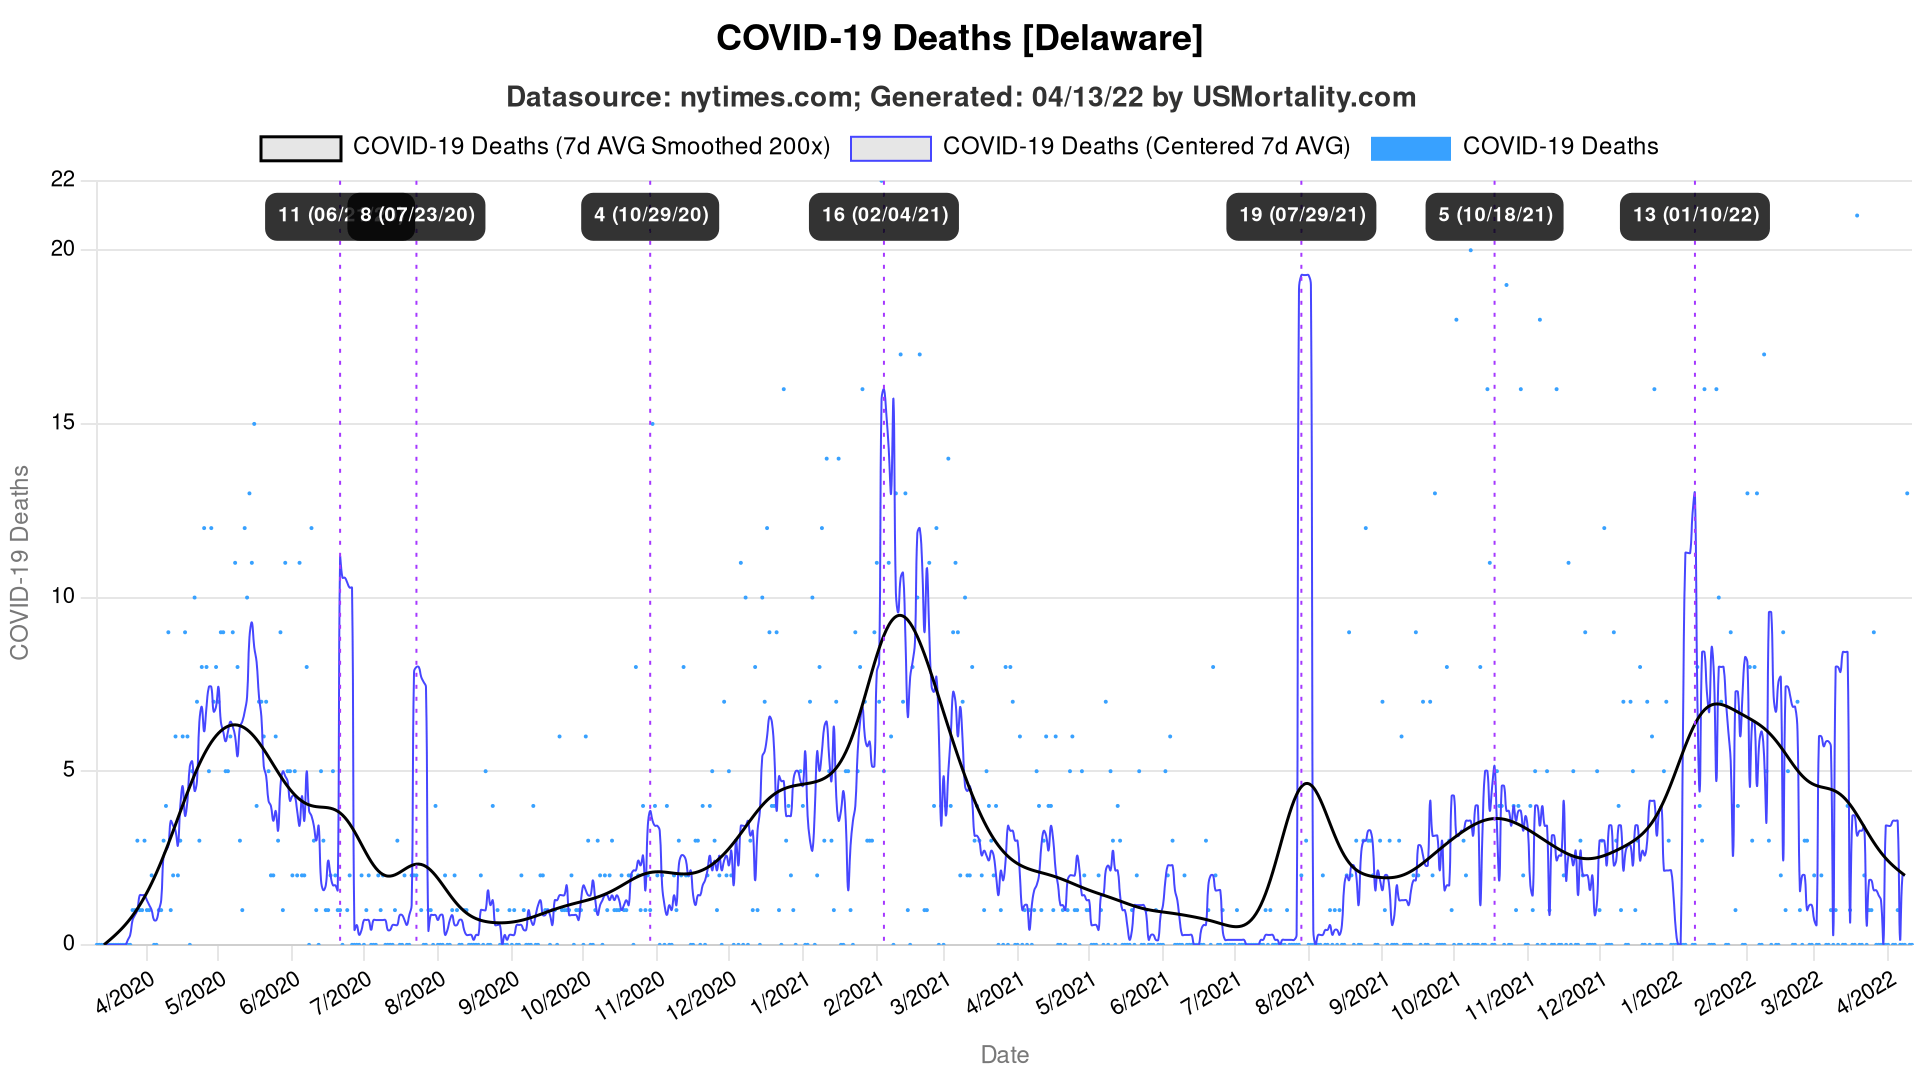 COVID-19 Deaths [Delaware]
Datasource: nytimes.com; Generated: 04/13/22 by USMortality.com
COVID-19 Deaths (7d AVG Smoothed 200x) COVID-19 Deaths (Centered 7d AVG) COVID-19 Deaths
22
11 (06/2 8 (07/23/20) 4 (10/29/20) 16 (02/04/21) 19 (07/29/21) 5 (10/18/21) 13 (01/10/22)
20
15
10
5
0
COVID-19 Deaths
4/2020 5/2020 6/2020 7/2020 8/2020 9/2020 10/2020 11/2020 12/2020 1/2021 2/2021 3/2021 4/2021 5/2021 6/2021 7/2021 8/2021 9/2021 10/2021 11/2021 12/2021 1/2022 2/2022 3/2022 4/2022
Date